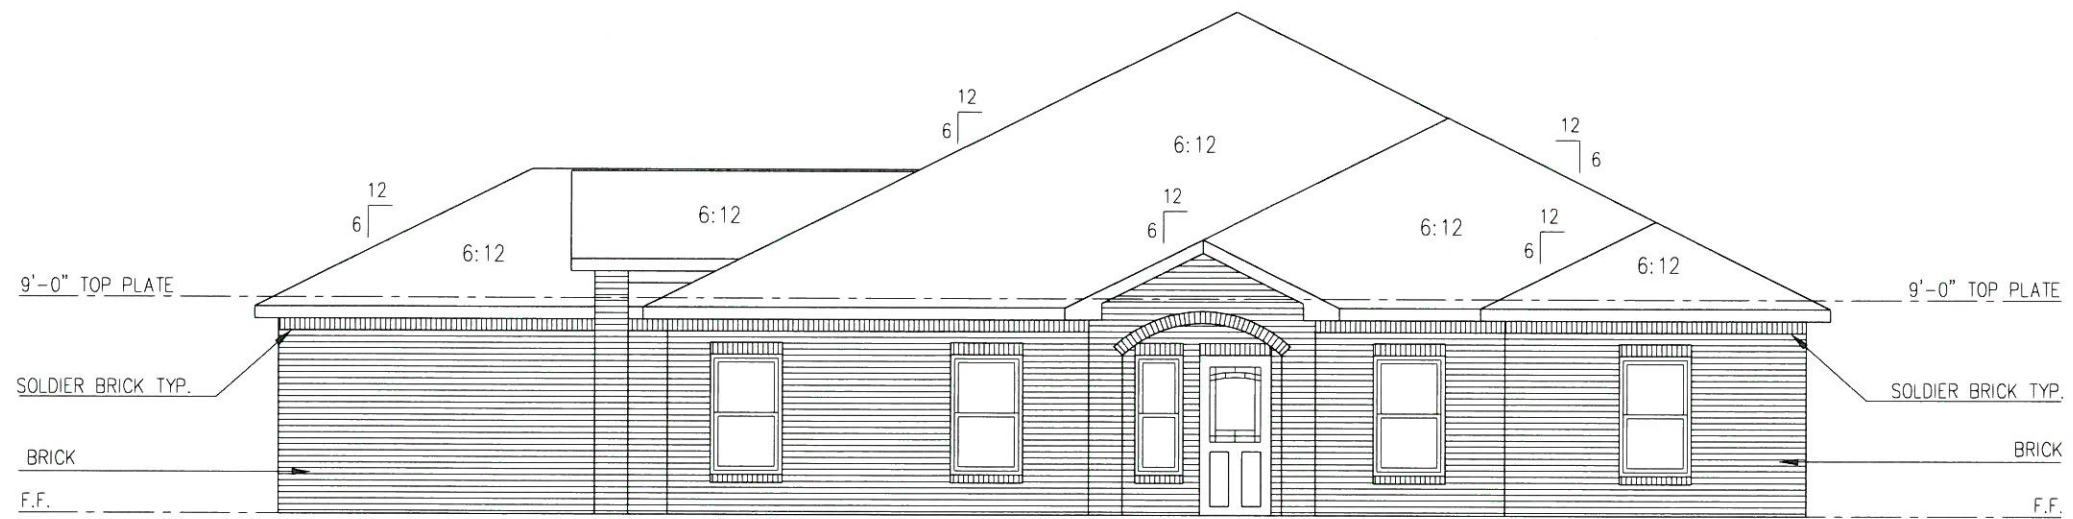 12
6
12
6
12
6
6:12
12
6
6:12
12
6
6:12
12
6
6:12
6:12
9'-0" TOP PLATE
9'-0" TOP PLATE
SOLDIER BRICK TYP.
SOLDIER BRICK TYP.
BRICK
BRICK
F.F.
F.F.